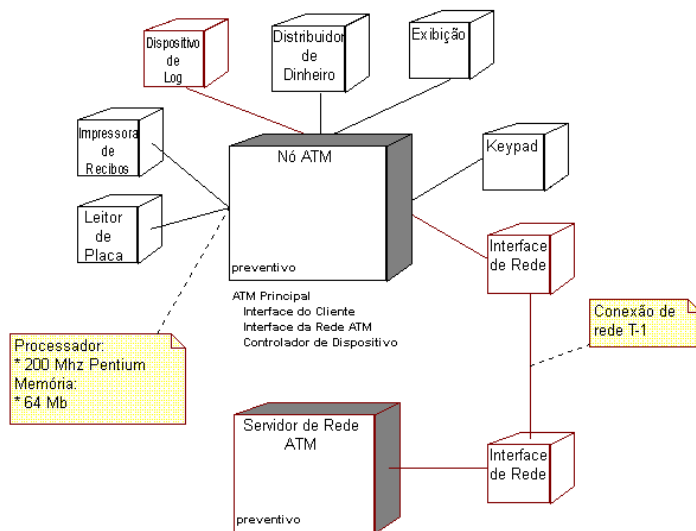 Dispositivo
de
Log
Distribuidor
de
Dinheiro
Exibição
Impressora
de
Recibos
Nó ATM
Keypad
Leitor
de
Placa
Interface
de Rede
preventivo
ATM Principal
Interface do Cliente
Interface da Rede ATM
Controlador de Dispositivo
Conexão de
rede T-1
Processador:
* 200 Mhz Pentium
Memória:
* 64 Mb
Servidor de Rede
ATM
Interface
de Rede
preventivo